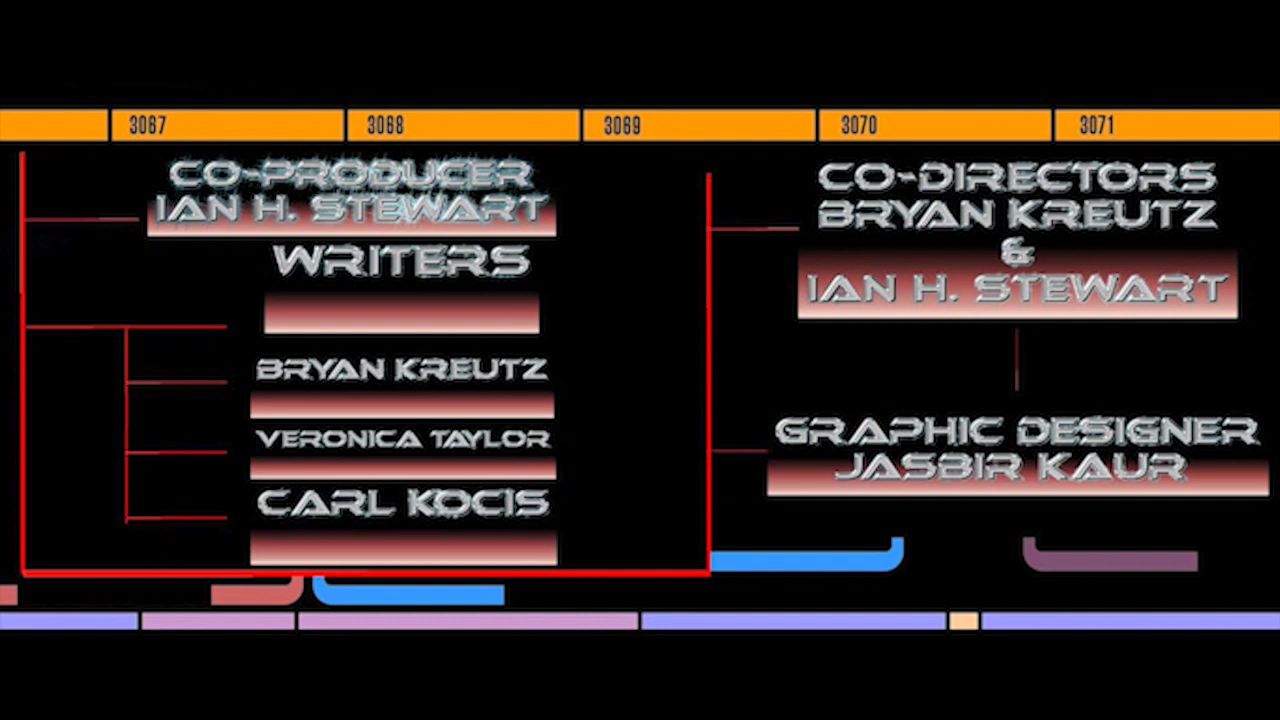 3067 3068 3069 3070 3071
CO-PRODUCER
IAN H. STEWART
WRITERS
BRYAN KREUTZ
VERONICA TAYLOR
CARL KOCIS
CO-DIRECTORS
BRYAN KREUTZ
&
IAN H. STEWART
GRAPHIC DESIGNER
JASBIR KAUR